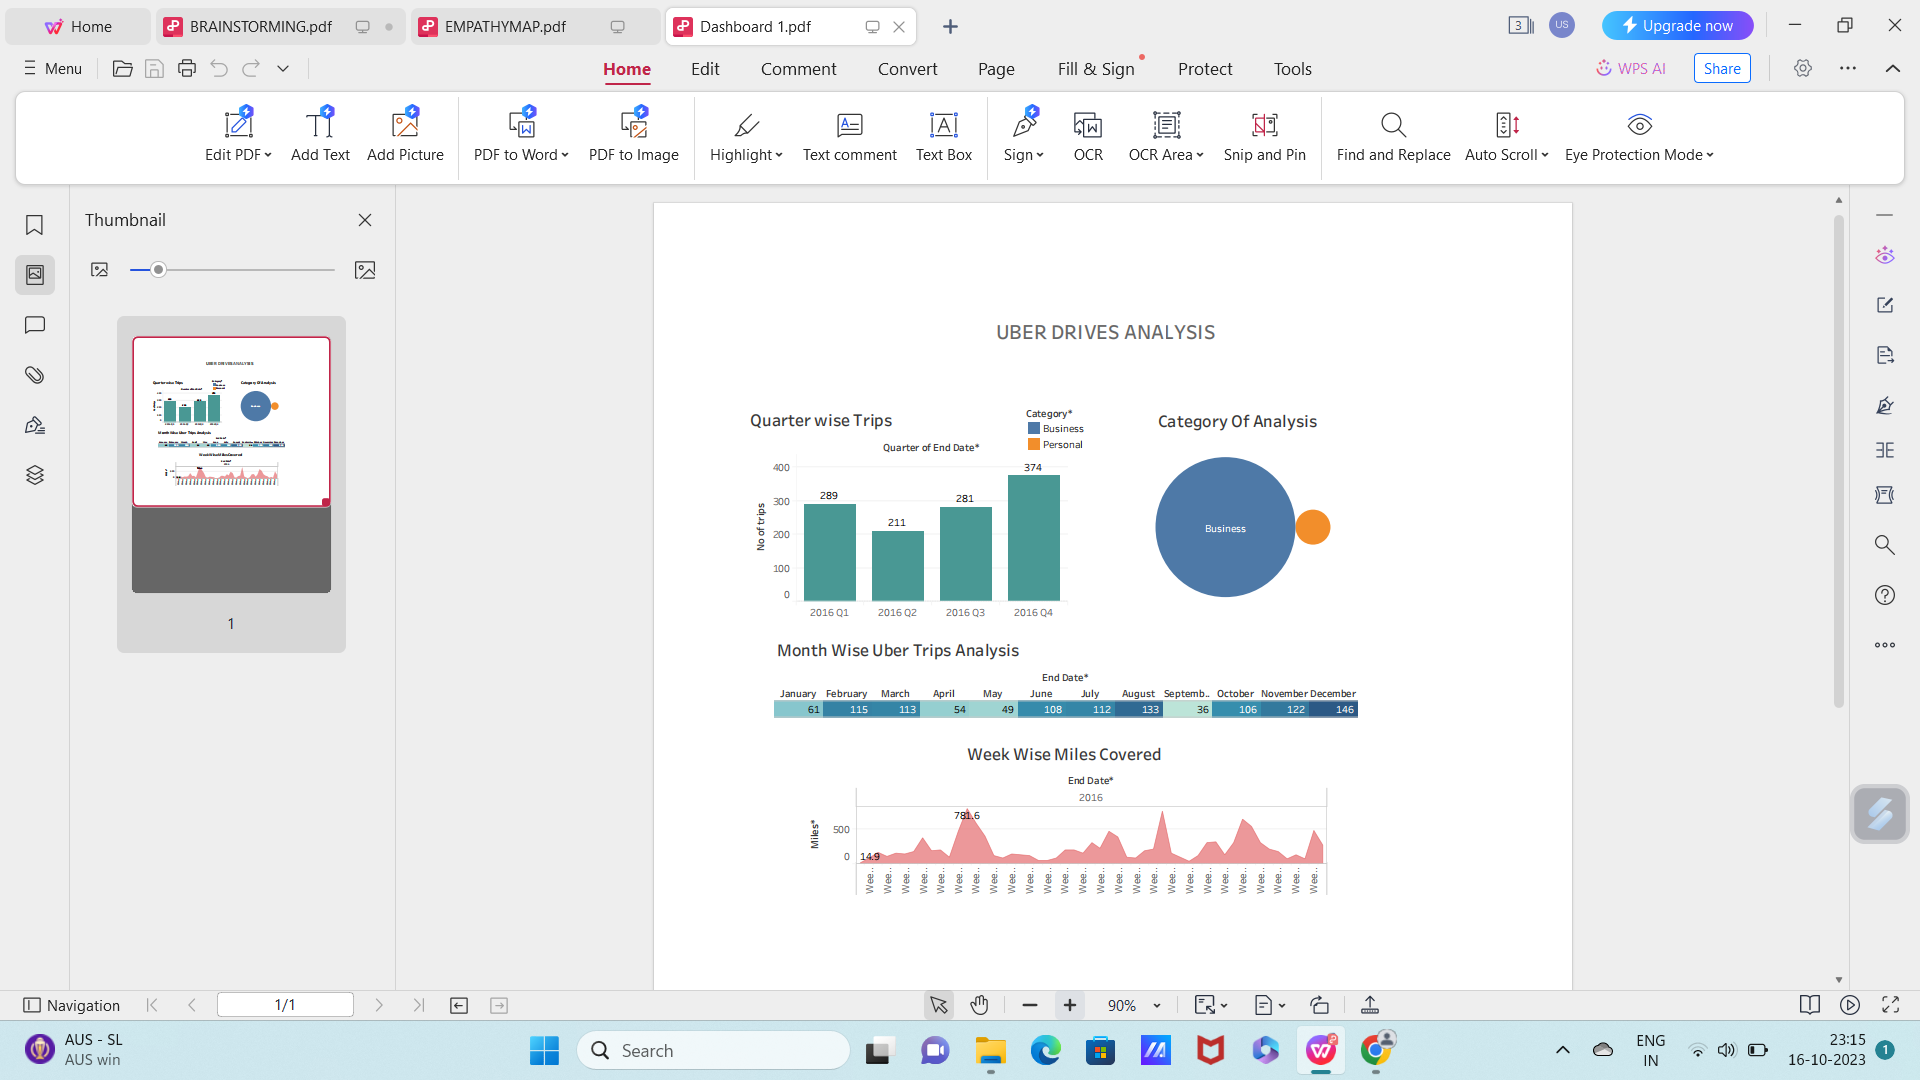 Home
BRAINSTORMING.pdf
EMPATHYMAP.pdf
Dashboard 1.pdf
3
US
Upgrade now
Menu
Home
Edit
Comment
Convert
Page
Fill & Sign
Protect
Tools
WPS AI
Share
Edit PDF
Add Text
Add Picture
PDF to Word
PDF to Image
Highlight
Text comment
Text Box
Sign
OCR
OCR Area
Snip and Pin
Find and Replace
Auto Scroll
Eye Protection Mode
Thumbnail
1
UBER DRIVES ANALYSIS
Quarter wise Trips
Category*
Business
Personal
Quarter of End Date*
No of trips
400
300
200
100
0
289
211
281
374
2016 Q1
2016 Q2
2016 Q3
2016 Q4
Category Of Analysis
Business
Month Wise Uber Trips Analysis
End Date*
January February March April May June July August Septemb.. October November December
61 115 113 54 49 108 112 133 36 106 122 146
Week Wise Miles Covered
End Date*
2016
Miles*
500
0
781.6
14.9
Wee.. Wee.. Wee.. Wee.. Wee.. Wee.. Wee.. Wee.. Wee.. Wee.. Wee.. Wee.. Wee.. Wee.. Wee.. Wee.. Wee.. Wee.. Wee.. Wee.. Wee.. Wee.. Wee.. Wee.. Wee.. Wee..
Navigation
1/1
90%
AUS - SL
AUS win
Search
ENG
IN
23:15
16-10-2023
1